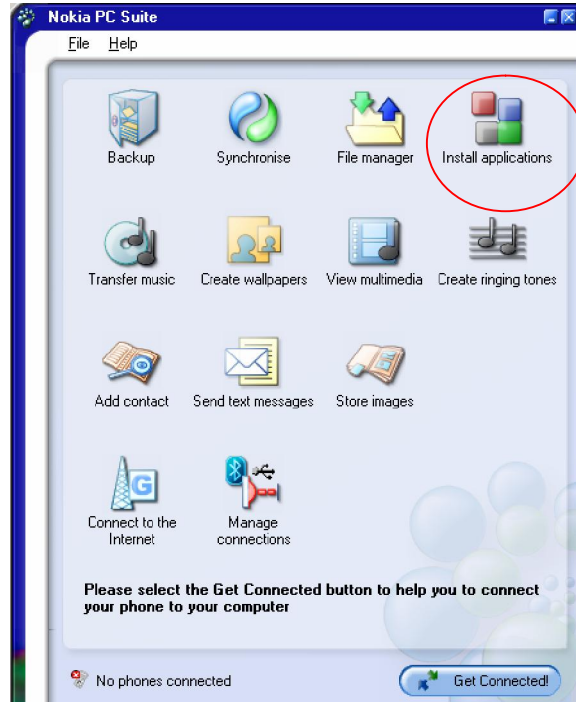 Nokia PC Suite
File Help
Backup Synchronise File manager Install applications
Transfer music Create wallpapers View multimedia Create ringing tones
Add contact Send text messages Store images
Connect to the Manage
Internet connections
Please select the Get Connected button to help you to connect
your phone to your computer
No phones connected Get Connected!